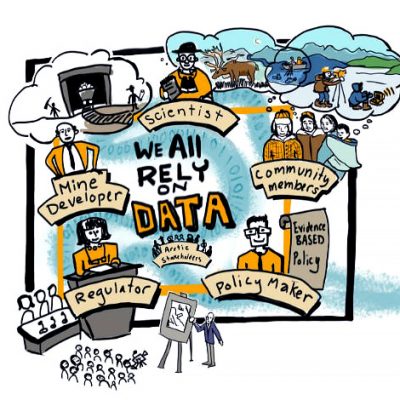 Scientist
WE All
RELY
ON
DATA
Arctic
Stakeholders
Mine
Developer
Community
members
Regulator
Policy Maker
Evidence
BASED
Policy